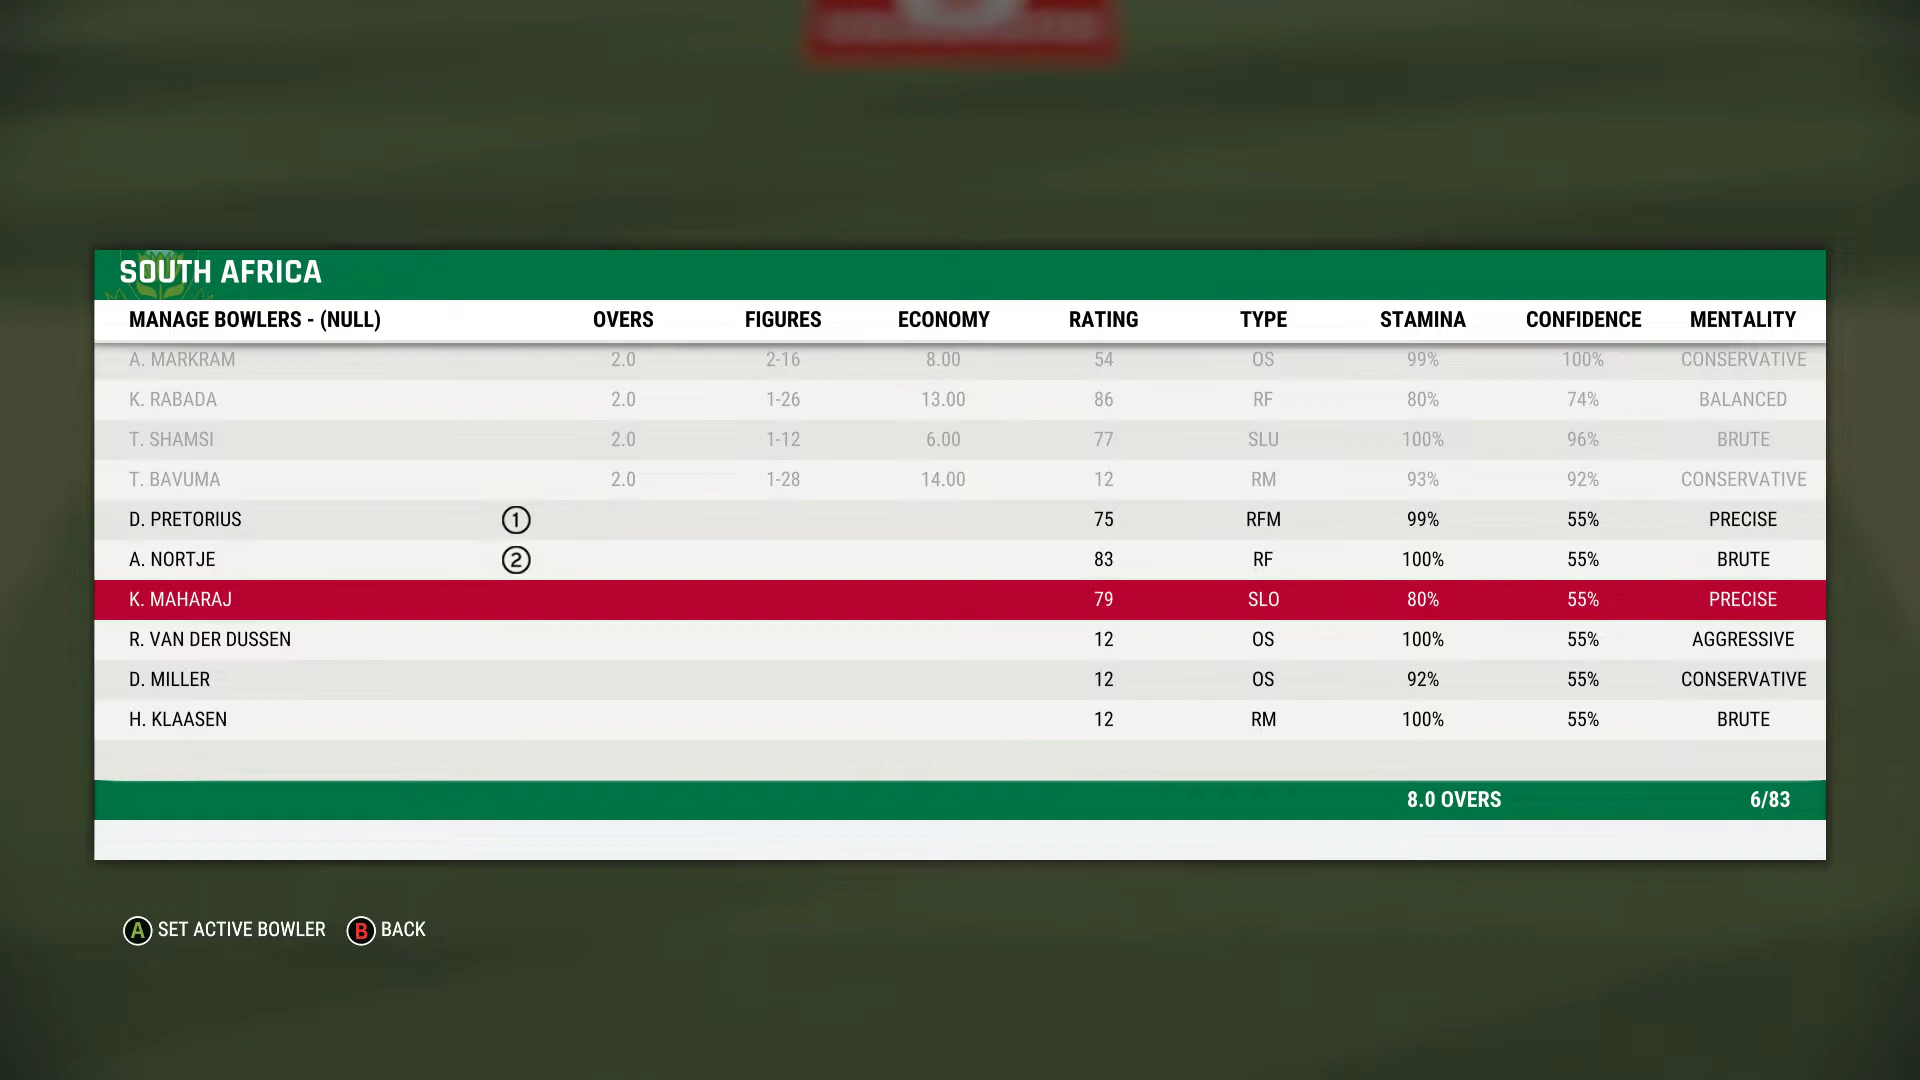 SOUTH AFRICA
MANAGE BOWLERS - (NULL) OVERS FIGURES ECONOMY RATING TYPE STAMINA CONFIDENCE MENTALITY
A. MARKRAM 2.0 2-16 8.00 54 OS 99% 100% CONSERVATIVE
K. RABADA 2.0 1-26 13.00 86 RF 80% 74% BALANCED
T. SHAMSI 2.0 1-12 6.00 77 SLU 100% 96% BRUTE
T. BAVUMA 2.0 1-28 14.00 12 RM 93% 92% CONSERVATIVE
D. PRETORIUS 1 75 RFM 99% 55% PRECISE
A. NORTJE 2 83 RF 100% 55% BRUTE
K. MAHARAJ 79 SLO 80% 55% PRECISE
R. VAN DER DUSSEN 12 OS 100% 55% AGGRESSIVE
D. MILLER 12 OS 92% 55% CONSERVATIVE
H. KLAASEN 12 RM 100% 55% BRUTE
8.0 OVERS 6/83
A SET ACTIVE BOWLER B BACK